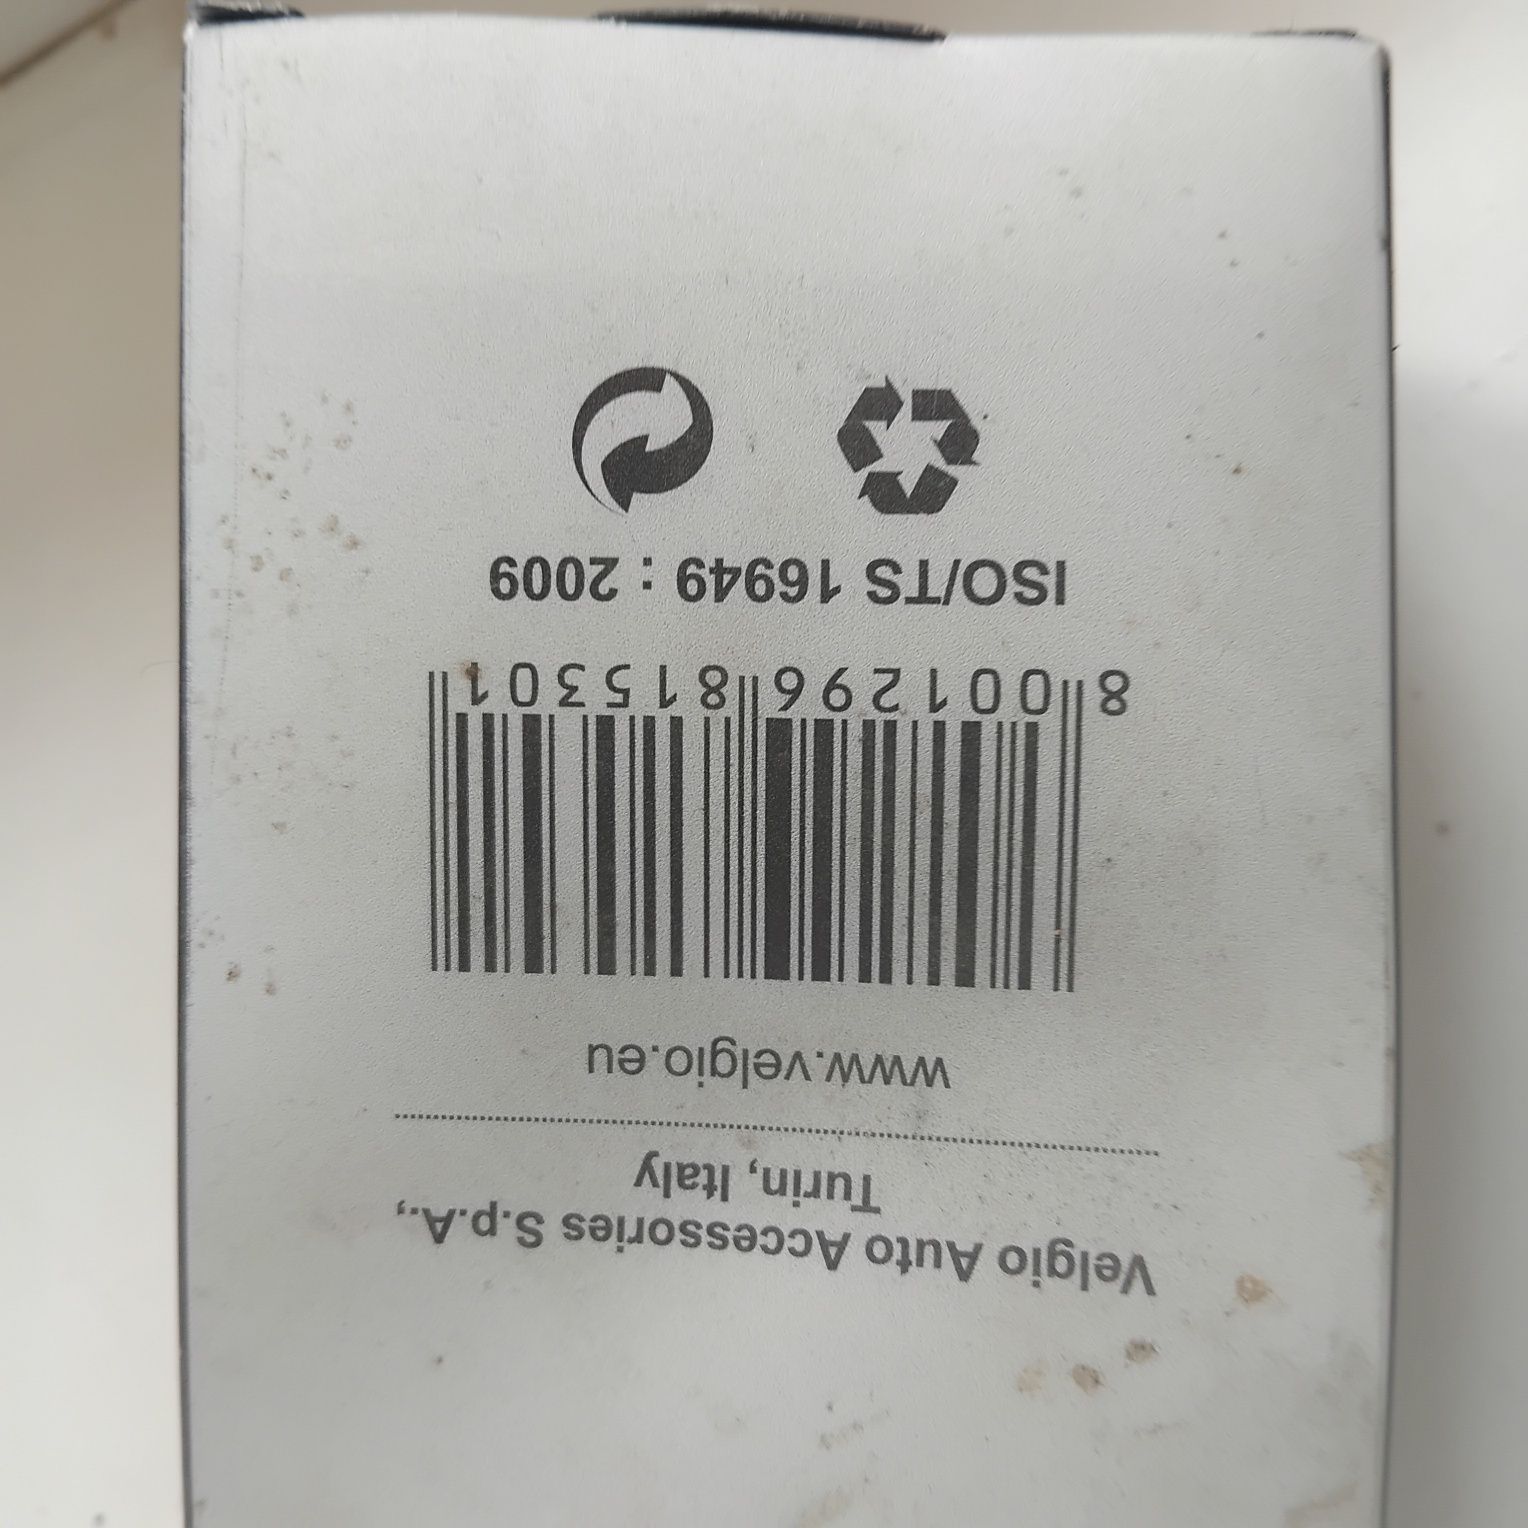 Velgio Auto Accessories S.p.A.,
Turin, Italy
www.velgio.eu
8 001296 815301
ISO/TS 16949 : 2009